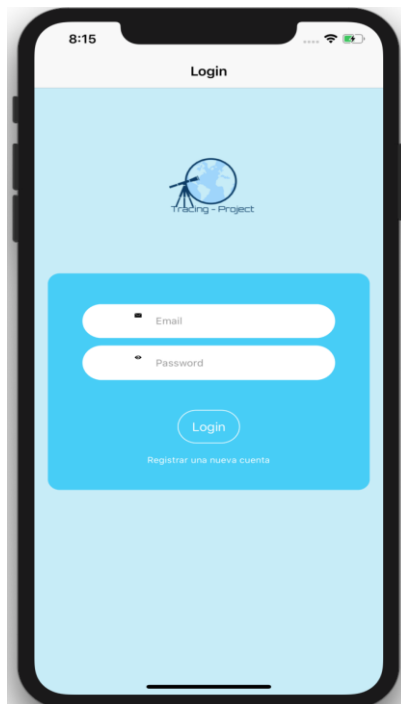 8:15
Login
Tracing - Project
Email
Password
Login
Registrar una nueva cuenta